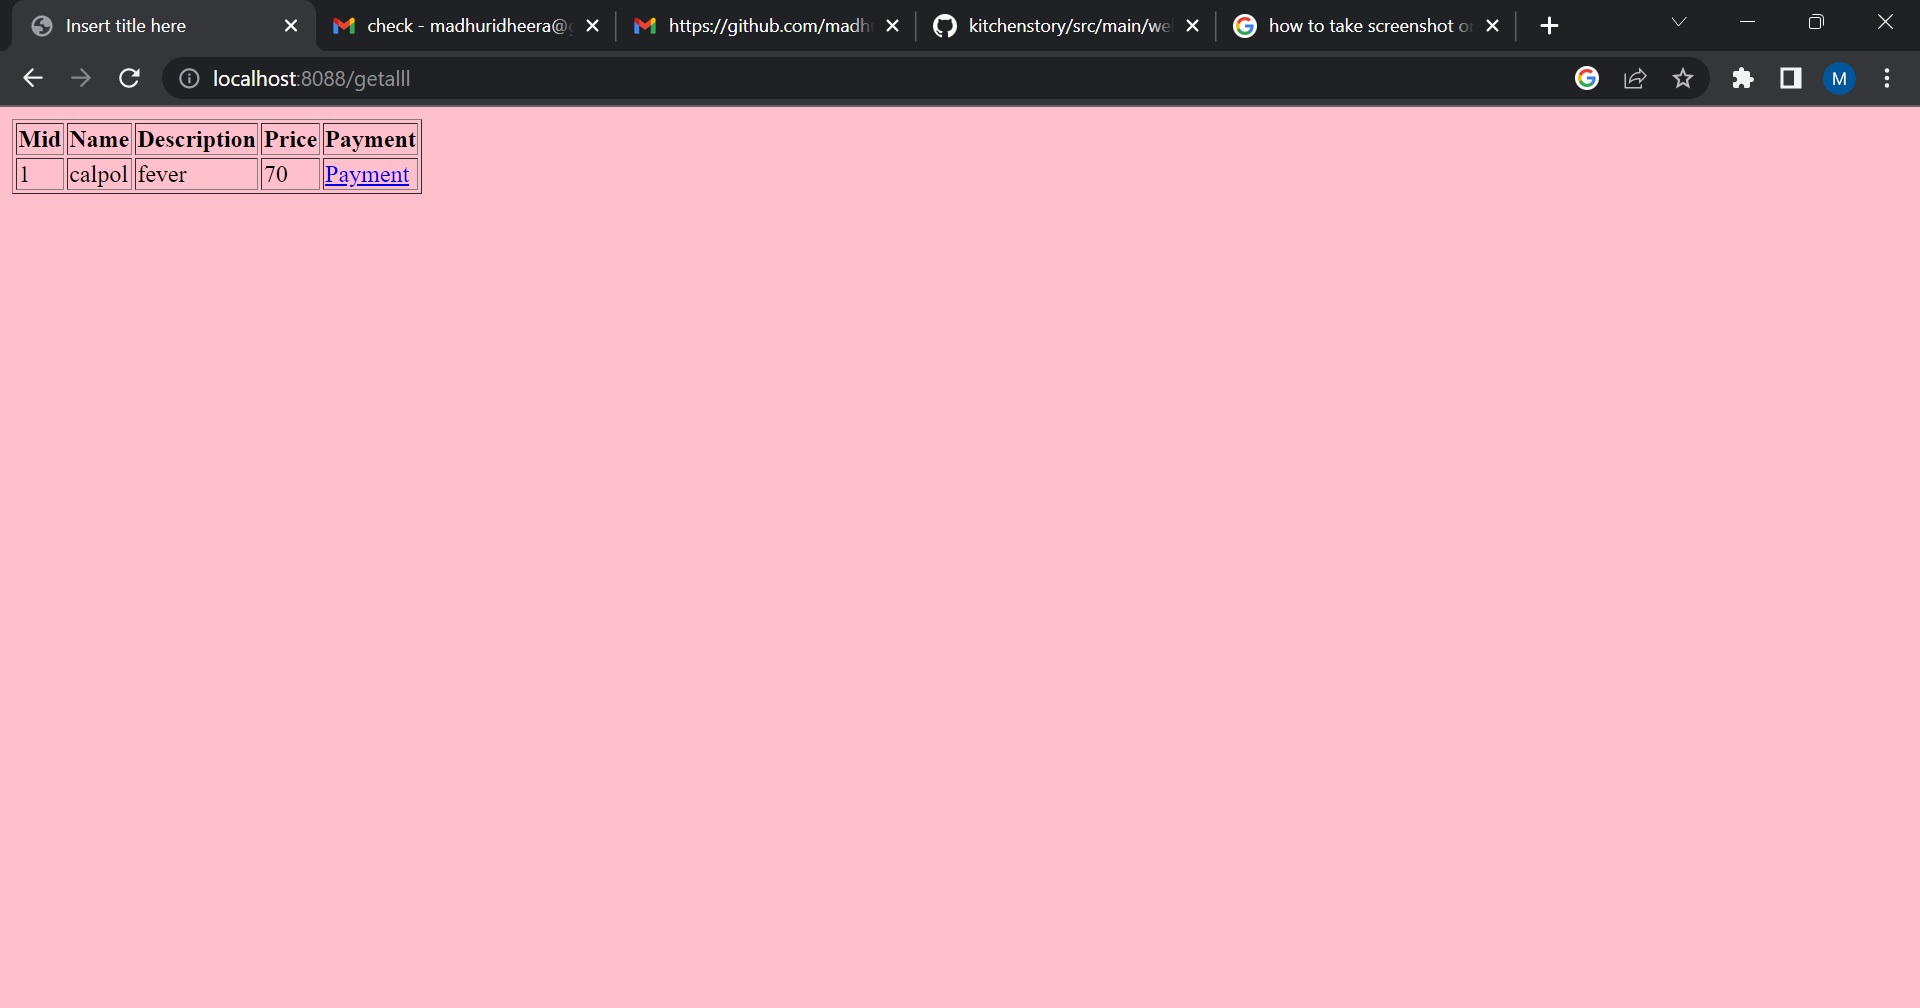 Insert title here
check - madhuridheera@
https://github.com/madh
kitchenstory/src/main/we
how to take screenshot o
localhost:8088/getalll
M
Mid Name Description Price Payment
1 calpol fever 70 Payment